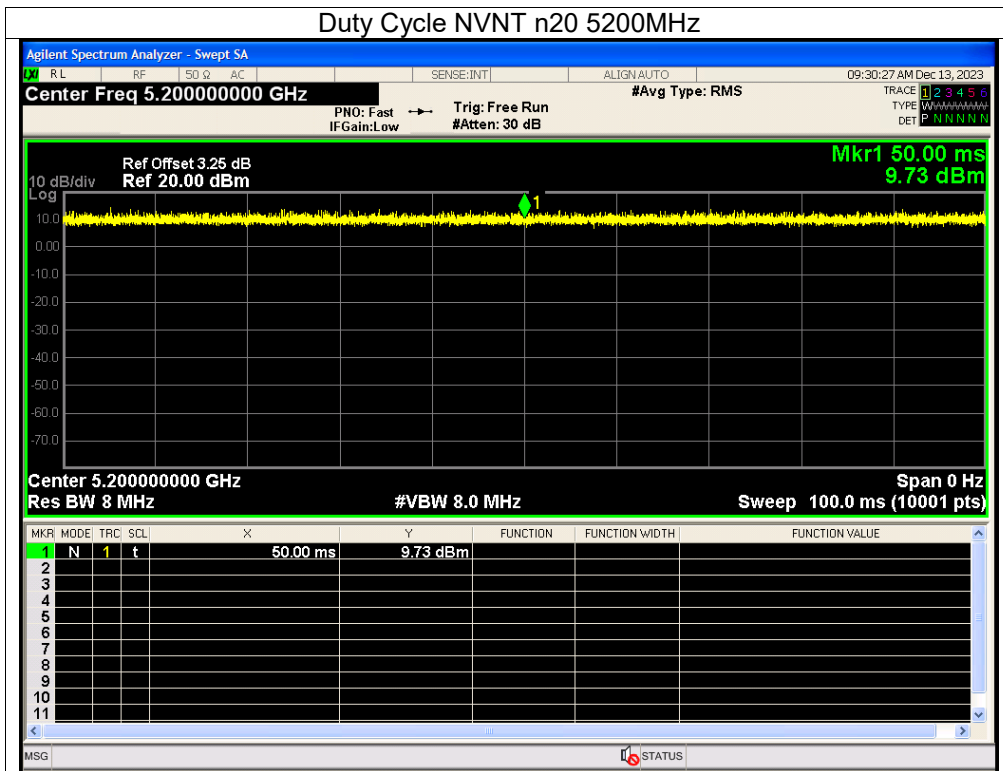 Duty Cycle NVNT n20 5200MHz
Agilent Spectrum Analyzer - Swept SA
LXI RL RF 50 Ω AC SENSE:INT ALIGN AUTO 09:30:27 AM Dec 13, 2023
Center Freq 5.200000000 GHz #Avg Type: RMS TRACE 1 2 3 4 5 6
PNO: Fast Trig: Free Run TYPE WWWWWW
IFGain:Low #Atten: 30 dB DET P N N N N N
Mkr1 50.00 ms
Ref Offset 3.25 dB
10 dB/div Ref 20.00 dBm 9.73 dBm
Log
1
10.0
0.00
-10.0
-20.0
-30.0
-40.0
-50.0
-60.0
-70.0
Center 5.200000000 GHz Span 0 Hz
Res BW 8 MHz #VBW 8.0 MHz Sweep 100.0 ms (10001 pts)
MKR MODE TRC SCL X Y FUNCTION FUNCTION WIDTH FUNCTION VALUE
1 N 1 t 50.00 ms 9.73 dBm
2
3
4
5
6
7
8
9
10
11
MSG STATUS